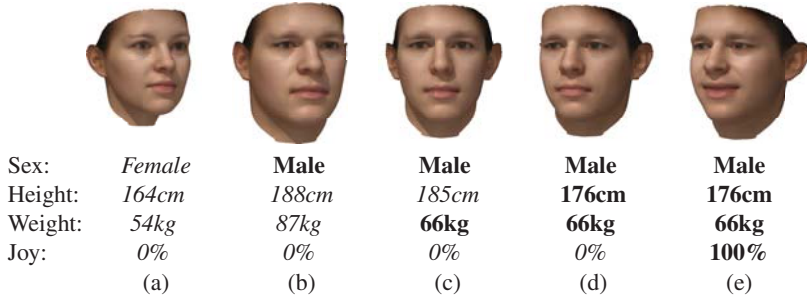 Sex: Female Male Male Male Male
Height: 164cm 188cm 185cm 176cm 176cm
Weight: 54kg 87kg 66kg 66kg 66kg
Joy: 0% 0% 0% 0% 100%
(a) (b) (c) (d) (e)